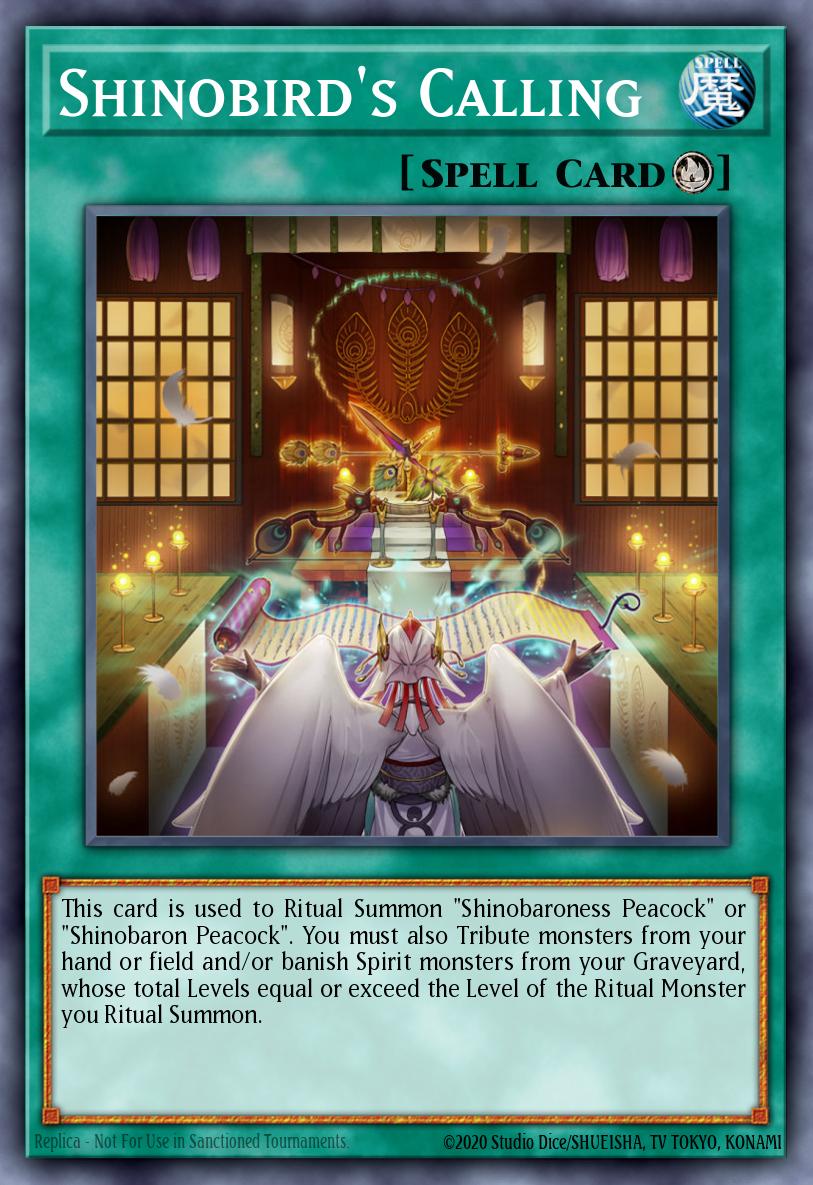 Shinobird's Calling
SPELL
魔
[Spell Card]
This card is used to Ritual Summon "Shinobaroness Peacock" or
"Shinobaron Peacock". You must also Tribute monsters from your
hand or field and/or banish Spirit monsters from your Graveyard,
whose total Levels equal or exceed the Level of the Ritual Monster
you Ritual Summon.
Replica - Not For Use in Sanctioned Tournaments.
©2020 Studio Dice/SHUEISHA, TV TOKYO, KONAMI